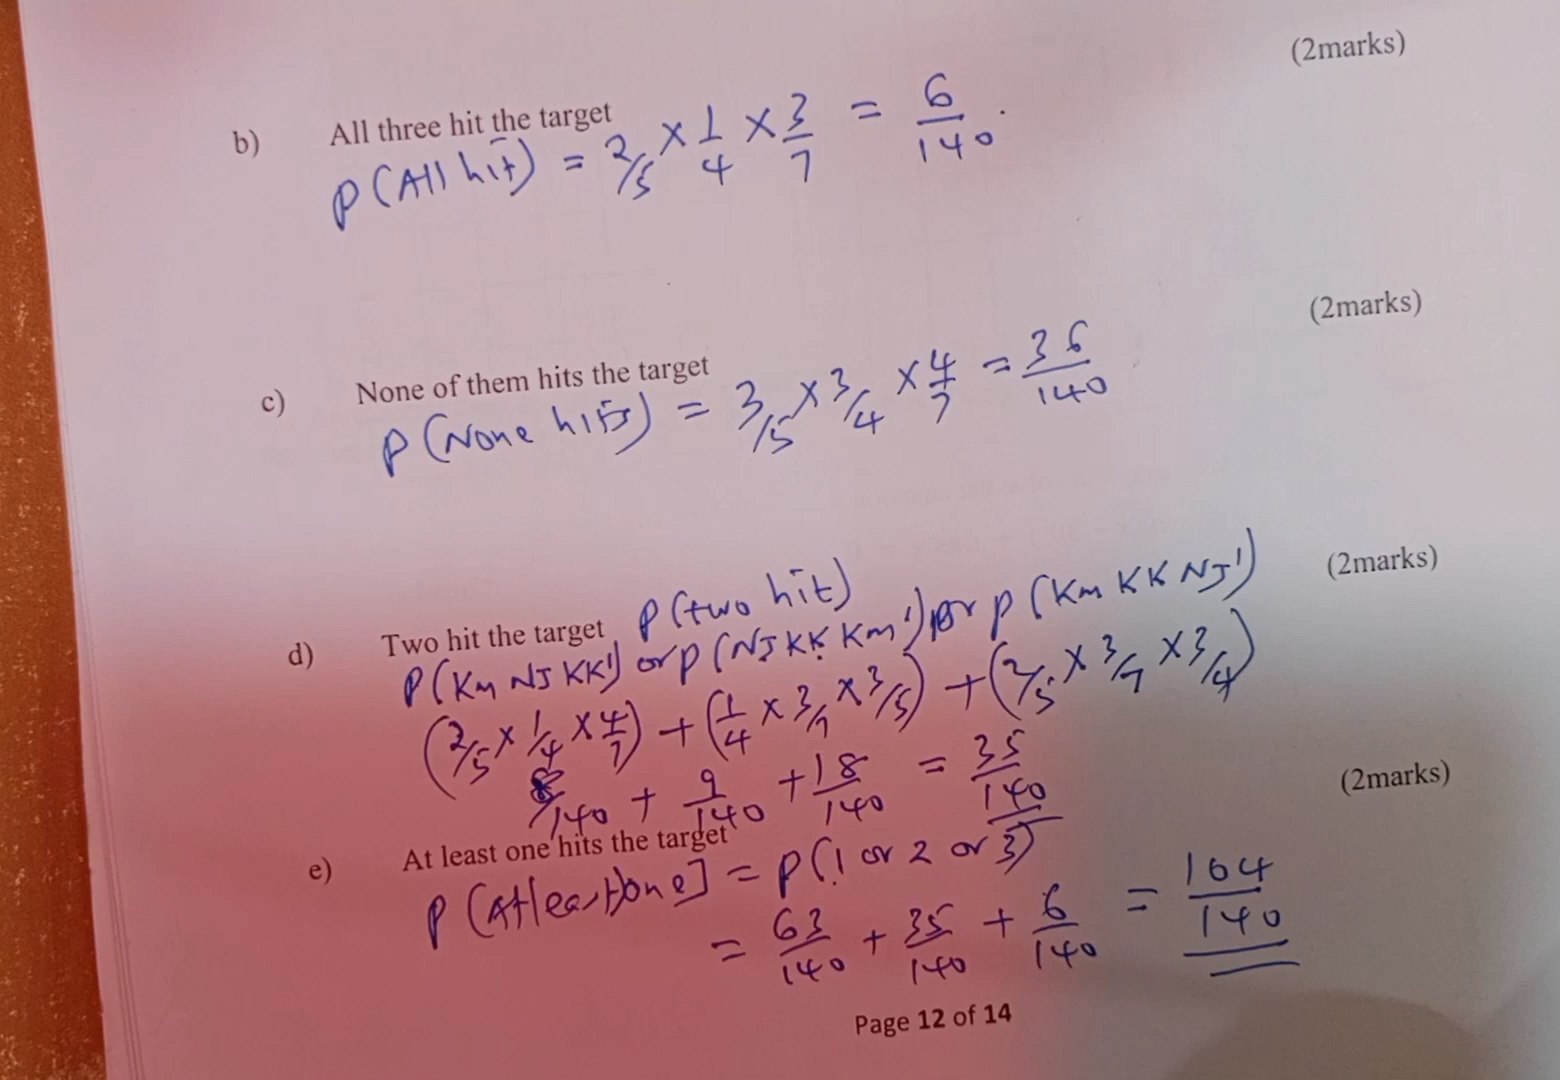 (2marks)
b) All three hit the target
P(All hit) = 2/5 × 1/4 × 3/7 = 6/140.
(2marks)
c) None of them hits the target
P(None hits) = 3/5 × 3/4 × 4/7 = 36/140
(2marks)
d) Two hit the target P(two hit)
P(Km NJ KK') or P(NJ KK Km') or P(Km KK NJ')
(2/5 × 1/4 × 4/7) + (1/4 × 3/7 × 3/5) + (2/5 × 3/7 × 3/4)
8/140 + 9/140 + 18/140 = 35/140
(2marks)
e) At least one hits the target
P(At least one] = P(1 or 2 or 3)
= 63/140 + 35/140 + 6/140 = 104/140
Page 12 of 14